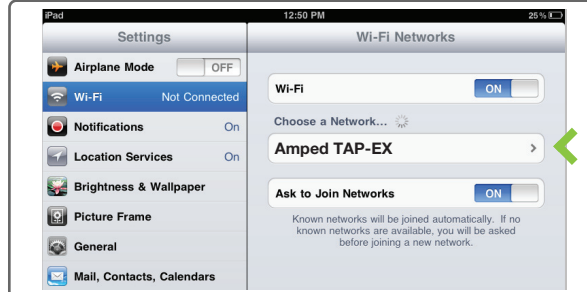 iPad 12:50 PM 25%
Settings
Wi-Fi Networks
Airplane Mode OFF
Wi-Fi Not Connected
Notifications On
Location Services On
Brightness & Wallpaper
Picture Frame
General
Mail, Contacts, Calendars
Wi-Fi ON
Choose a Network...
Amped TAP-EX
Ask to Join Networks ON
Known networks will be joined automatically. If no
known networks are available, you will be asked
before joining a new network.